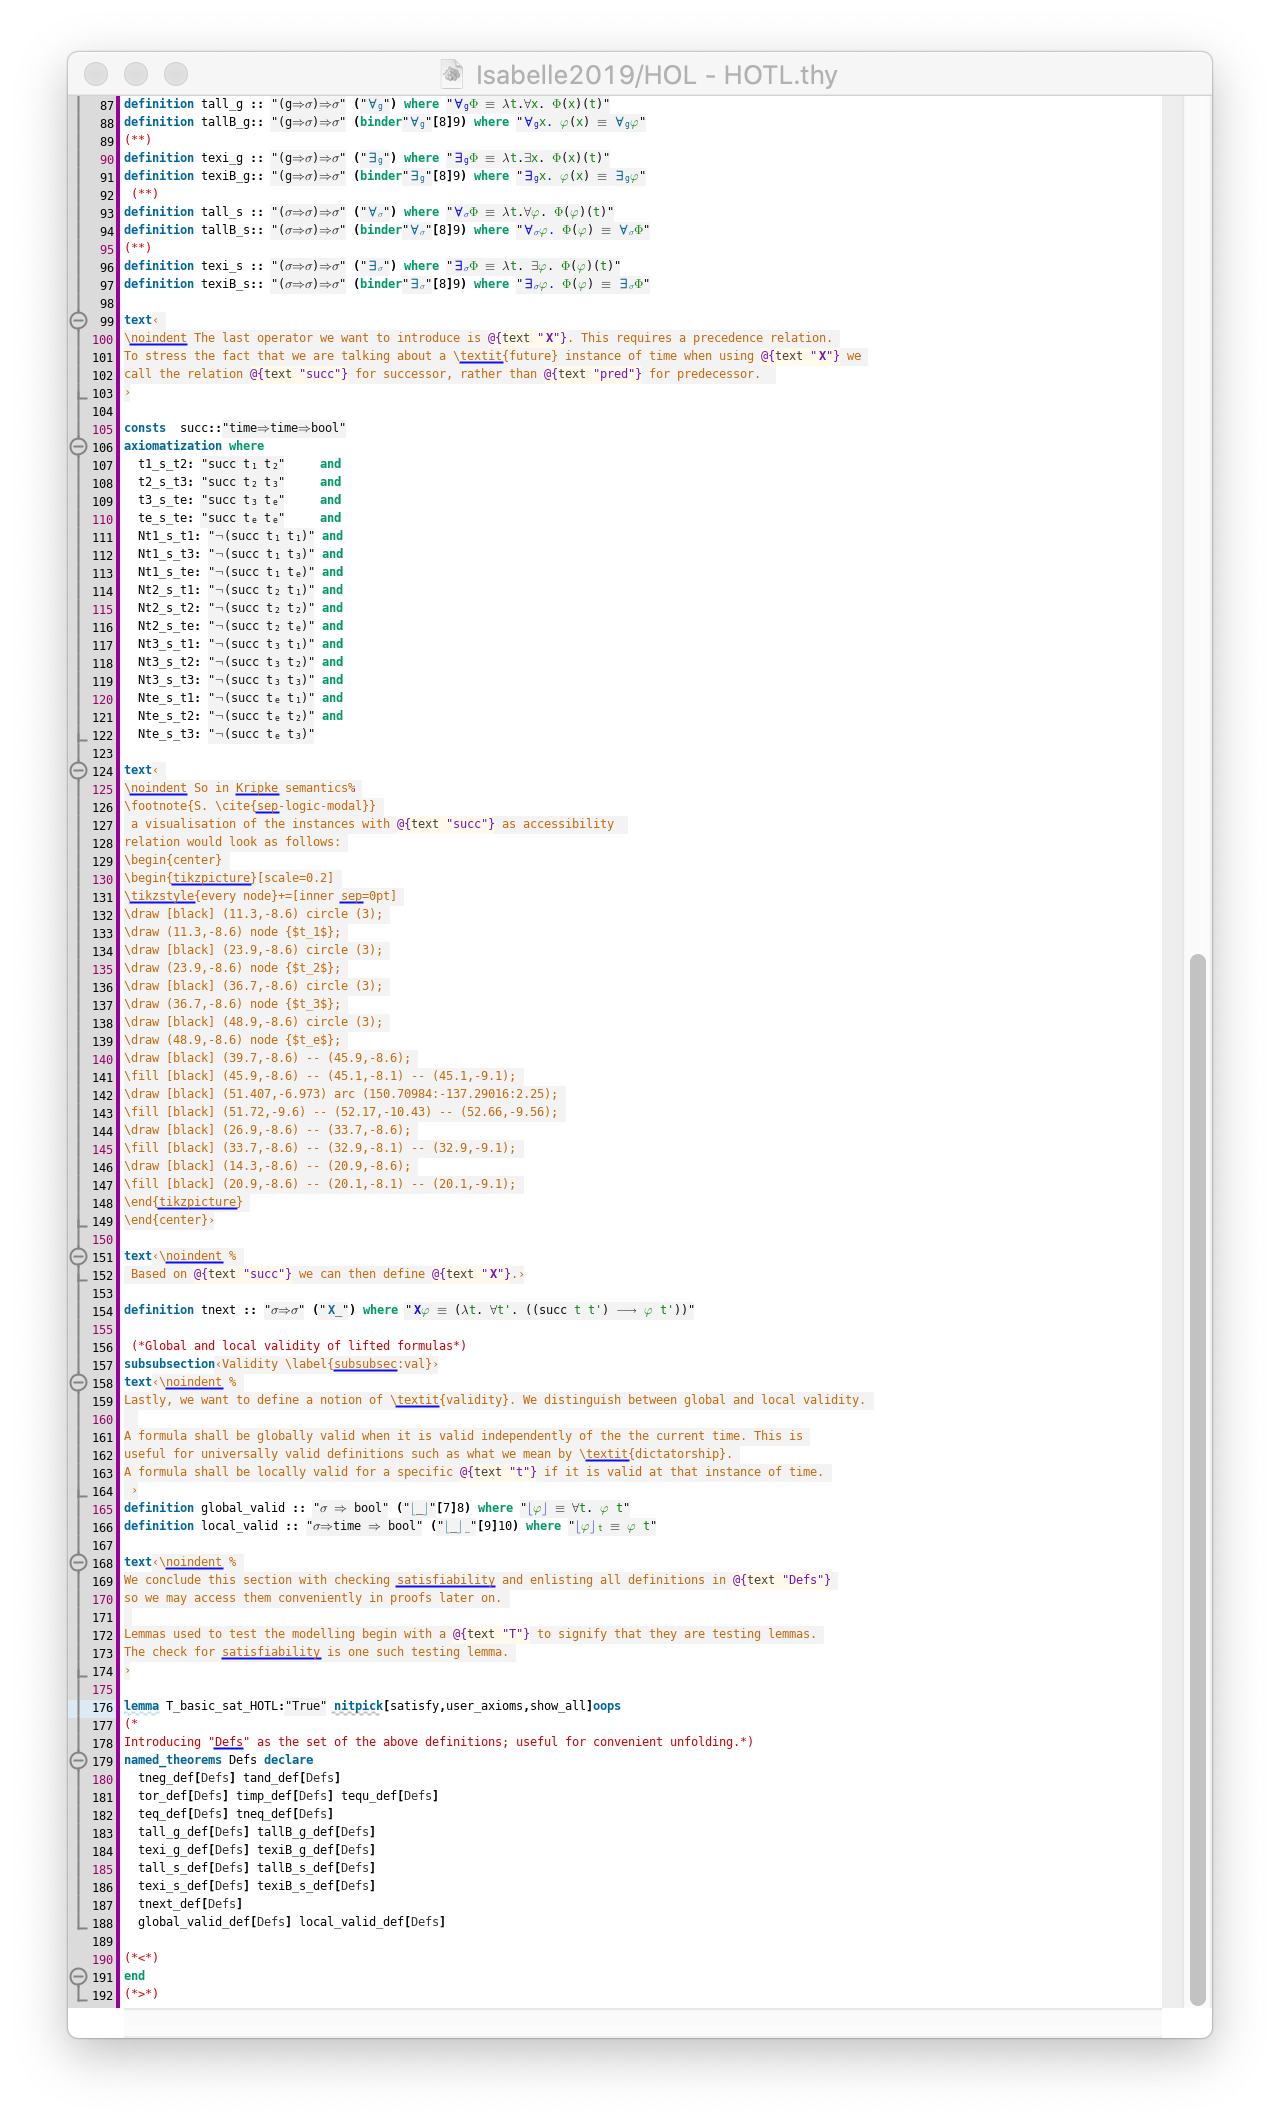 Isabelle2019/HOL - HOTL.thy
87 definition tall_g :: "(g⇒σ)⇒σ" ("∀g") where "∀gΦ ≡ λt.∀x. Φ(x)(t)"
88 definition tallB_g:: "(g⇒σ)⇒σ" (binder"∀g"[8]9) where "∀gx. φ(x) ≡ ∀gφ"
89 (**)
90 definition texi_g :: "(g⇒σ)⇒σ" ("∃g") where "∃gΦ ≡ λt.∃x. Φ(x)(t)"
91 definition texiB_g:: "(g⇒σ)⇒σ" (binder"∃g"[8]9) where "∃gx. φ(x) ≡ ∃gφ"
92  (**)
93 definition tall_s :: "(σ⇒σ)⇒σ" ("∀σ") where "∀σΦ ≡ λt.∀φ. Φ(φ)(t)"
94 definition tallB_s:: "(σ⇒σ)⇒σ" (binder"∀σ"[8]9) where "∀σφ. Φ(φ) ≡ ∀σΦ"
95 (**)
96 definition texi_s :: "(σ⇒σ)⇒σ" ("∃σ") where "∃σΦ ≡ λt. ∃φ. Φ(φ)(t)"
97 definition texiB_s:: "(σ⇒σ)⇒σ" (binder"∃σ"[8]9) where "∃σφ. Φ(φ) ≡ ∃σΦ"
98
99 text‹
100 \noindent The last operator we want to introduce is @{text "X"}. This requires a precedence relation.
101 To stress the fact that we are talking about a \textit{future} instance of time when using @{text "X"} we
102 call the relation @{text "succ"} for successor, rather than @{text "pred"} for predecessor.
103 ›
104
105 consts  succ::"time⇒time⇒bool"
106 axiomatization where
107   t1_s_t2: "succ t₁ t₂"     and
108   t2_s_t3: "succ t₂ t₃"     and
109   t3_s_te: "succ t₃ tₑ"     and
110   te_s_te: "succ tₑ tₑ"     and
111   Nt1_s_t1: "¬(succ t₁ t₁)" and
112   Nt1_s_t3: "¬(succ t₁ t₃)" and
113   Nt1_s_te: "¬(succ t₁ tₑ)" and
114   Nt2_s_t1: "¬(succ t₂ t₁)" and
115   Nt2_s_t2: "¬(succ t₂ t₂)" and
116   Nt2_s_te: "¬(succ t₂ tₑ)" and
117   Nt3_s_t1: "¬(succ t₃ t₁)" and
118   Nt3_s_t2: "¬(succ t₃ t₂)" and
119   Nt3_s_t3: "¬(succ t₃ t₃)" and
120   Nte_s_t1: "¬(succ tₑ t₁)" and
121   Nte_s_t2: "¬(succ tₑ t₂)" and
122   Nte_s_t3: "¬(succ tₑ t₃)"
123
124 text‹
125 \noindent So in Kripke semantics%
126 \footnote{S. \cite{sep-logic-modal}}
127  a visualisation of the instances with @{text "succ"} as accessibility
128 relation would look as follows:
129 \begin{center}
130 \begin{tikzpicture}[scale=0.2]
131 \tikzstyle{every node}+=[inner sep=0pt]
132 \draw [black] (11.3,-8.6) circle (3);
133 \draw (11.3,-8.6) node {$t_1$};
134 \draw [black] (23.9,-8.6) circle (3);
135 \draw (23.9,-8.6) node {$t_2$};
136 \draw [black] (36.7,-8.6) circle (3);
137 \draw (36.7,-8.6) node {$t_3$};
138 \draw [black] (48.9,-8.6) circle (3);
139 \draw (48.9,-8.6) node {$t_e$};
140 \draw [black] (39.7,-8.6) -- (45.9,-8.6);
141 \fill [black] (45.9,-8.6) -- (45.1,-8.1) -- (45.1,-9.1);
142 \draw [black] (51.407,-6.973) arc (150.70984:-137.29016:2.25);
143 \fill [black] (51.72,-9.6) -- (52.17,-10.43) -- (52.66,-9.56);
144 \draw [black] (26.9,-8.6) -- (33.7,-8.6);
145 \fill [black] (33.7,-8.6) -- (32.9,-8.1) -- (32.9,-9.1);
146 \draw [black] (14.3,-8.6) -- (20.9,-8.6);
147 \fill [black] (20.9,-8.6) -- (20.1,-8.1) -- (20.1,-9.1);
148 \end{tikzpicture}
149 \end{center}›
150
151 text‹\noindent %
152  Based on @{text "succ"} we can then define @{text "X"}.›
153
154 definition tnext :: "σ⇒σ" ("X_") where "Xφ ≡ (λt. ∀t'. ((succ t t') ⟶ φ t'))"
155
156  (*Global and local validity of lifted formulas*)
157 subsubsection‹Validity \label{subsubsec:val}›
158 text‹\noindent %
159 Lastly, we want to define a notion of \textit{validity}. We distinguish between global and local validity.
160
161 A formula shall be globally valid when it is valid independently of the the current time. This is
162 useful for universally valid definitions such as what we mean by \textit{dictatorship}.
163 A formula shall be locally valid for a specific @{text "t"} if it is valid at that instance of time.
164  ›
165 definition global_valid :: "σ ⇒ bool" ("⌊_⌋"[7]8) where "⌊φ⌋ ≡ ∀t. φ t"
166 definition local_valid :: "σ⇒time ⇒ bool" ("⌊_⌋_"[9]10) where "⌊φ⌋ₜ ≡ φ t"
167
168 text‹\noindent %
169 We conclude this section with checking satisfiability and enlisting all definitions in @{text "Defs"}
170 so we may access them conveniently in proofs later on.
171
172 Lemmas used to test the modelling begin with a @{text "T"} to signify that they are testing lemmas.
173 The check for satisfiability is one such testing lemma.
174 ›
175
176 lemma T_basic_sat_HOTL:"True" nitpick[satisfy,user_axioms,show_all]oops
177 (*
178 Introducing "Defs" as the set of the above definitions; useful for convenient unfolding.*)
179 named_theorems Defs declare
180   tneg_def[Defs] tand_def[Defs]
181   tor_def[Defs] timp_def[Defs] tequ_def[Defs]
182   teq_def[Defs] tneq_def[Defs]
183   tall_g_def[Defs] tallB_g_def[Defs]
184   texi_g_def[Defs] texiB_g_def[Defs]
185   tall_s_def[Defs] tallB_s_def[Defs]
186   texi_s_def[Defs] texiB_s_def[Defs]
187   tnext_def[Defs]
188   global_valid_def[Defs] local_valid_def[Defs]
189
190 (*<*)
191 end
192 (*>*)